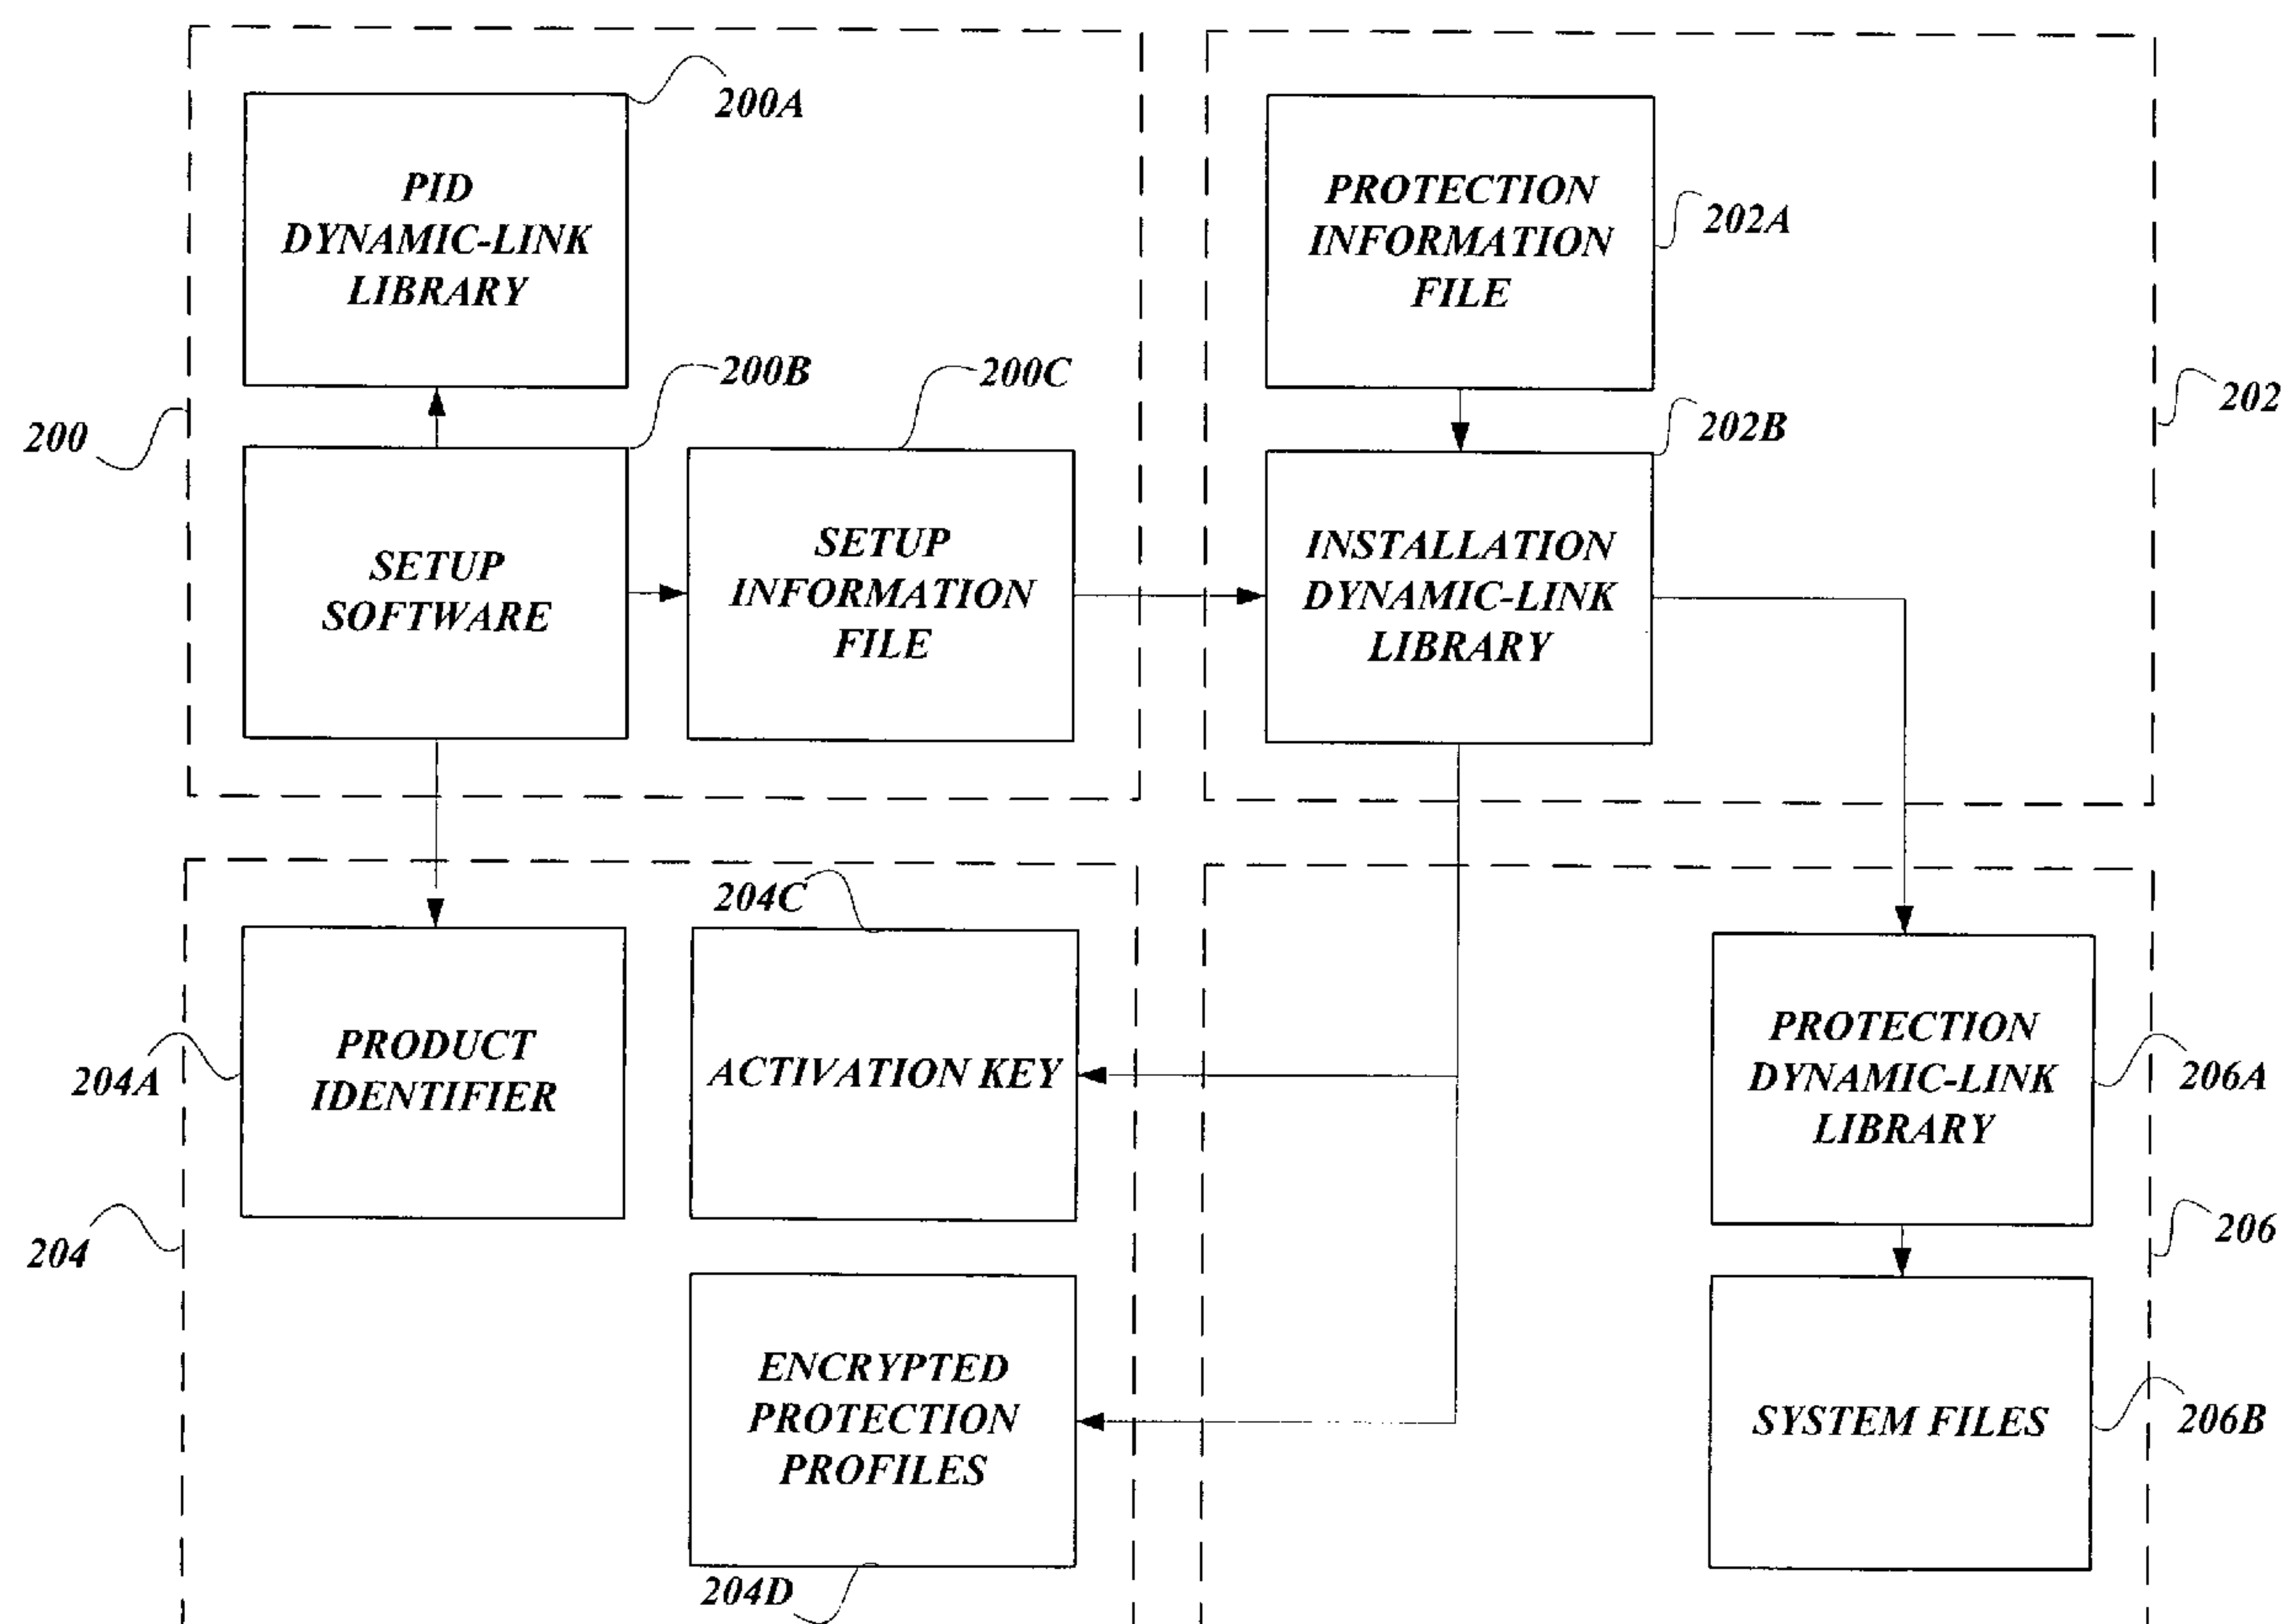 200A
PID
DYNAMIC-LINK
LIBRARY
200B
200C
200
SETUP
SOFTWARE
SETUP
INFORMATION
FILE
PROTECTION
INFORMATION
FILE
202A
202
202B
INSTALLATION
DYNAMIC-LINK
LIBRARY
204C
PRODUCT
IDENTIFIER
204A
ACTIVATION KEY
204
ENCRYPTED
PROTECTION
PROFILES
204D
PROTECTION
DYNAMIC-LINK
LIBRARY
206A
206
SYSTEM FILES
206B